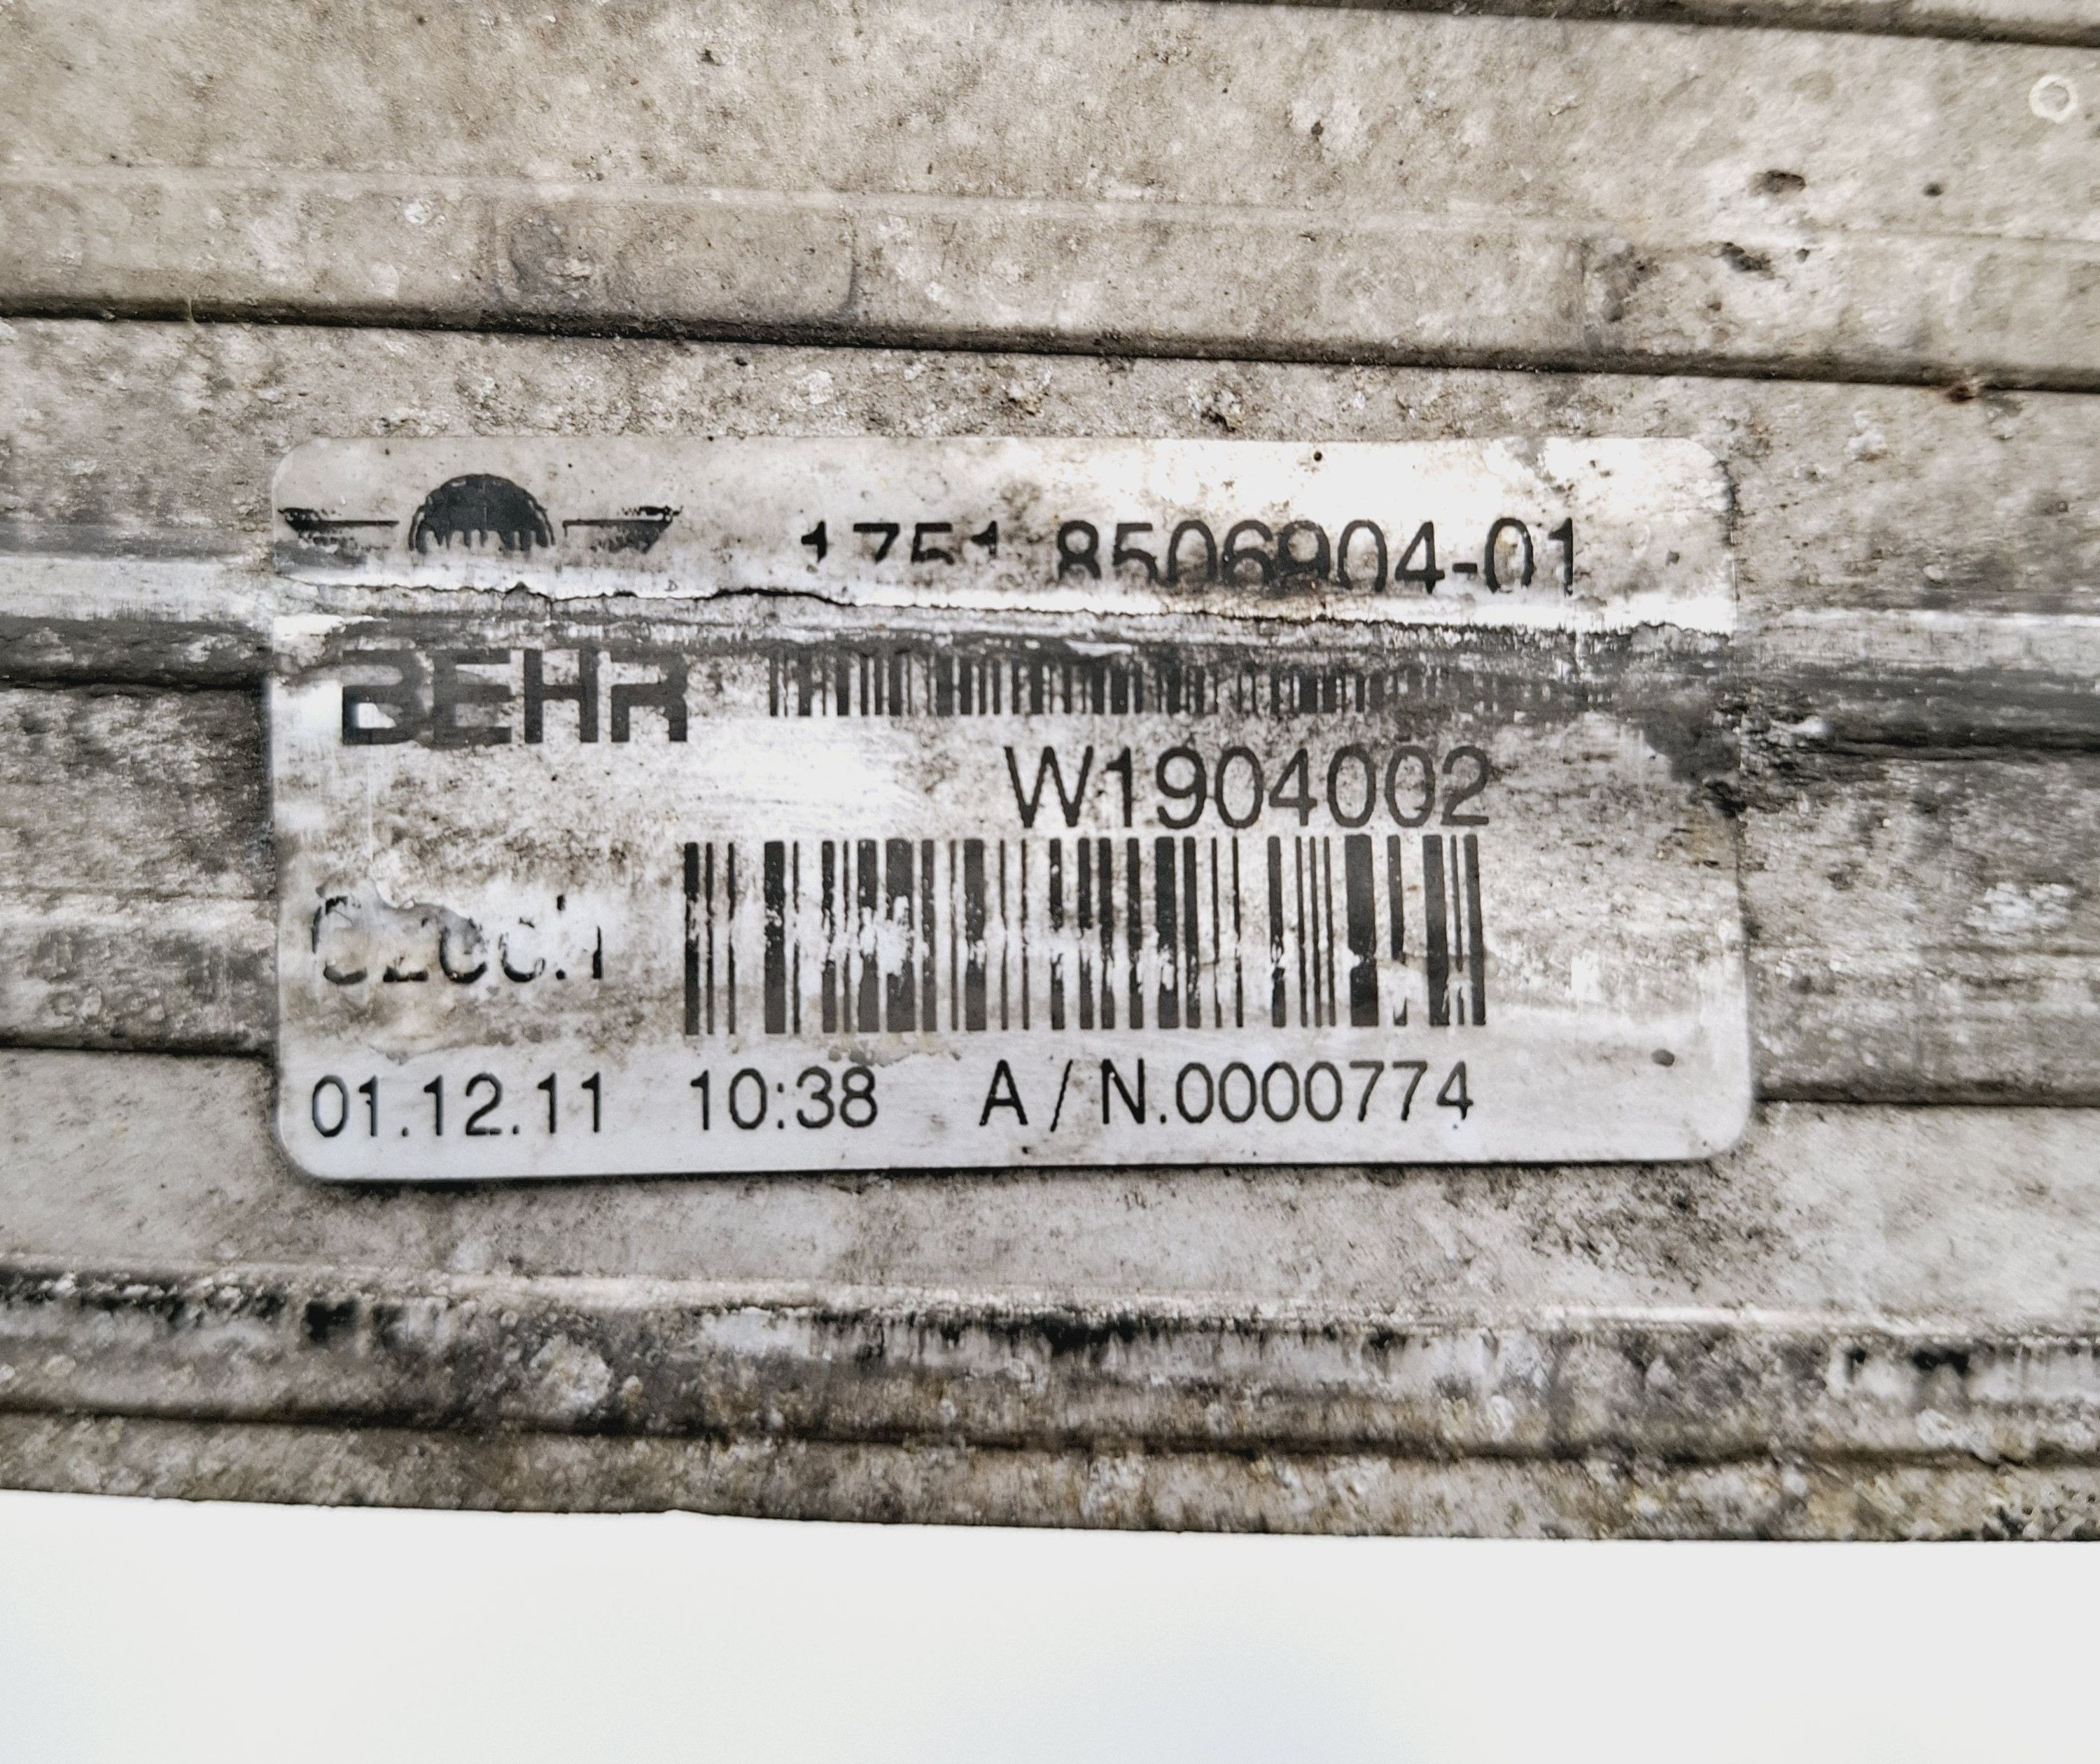 1751 8506904-01
BEHR
W1904002
Czech
01.12.11 10:38 A / N.0000774